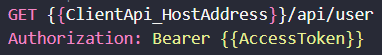 GET {{ClientApi_HostAddress}}/api/user
Authorization: Bearer {{AccessToken}}